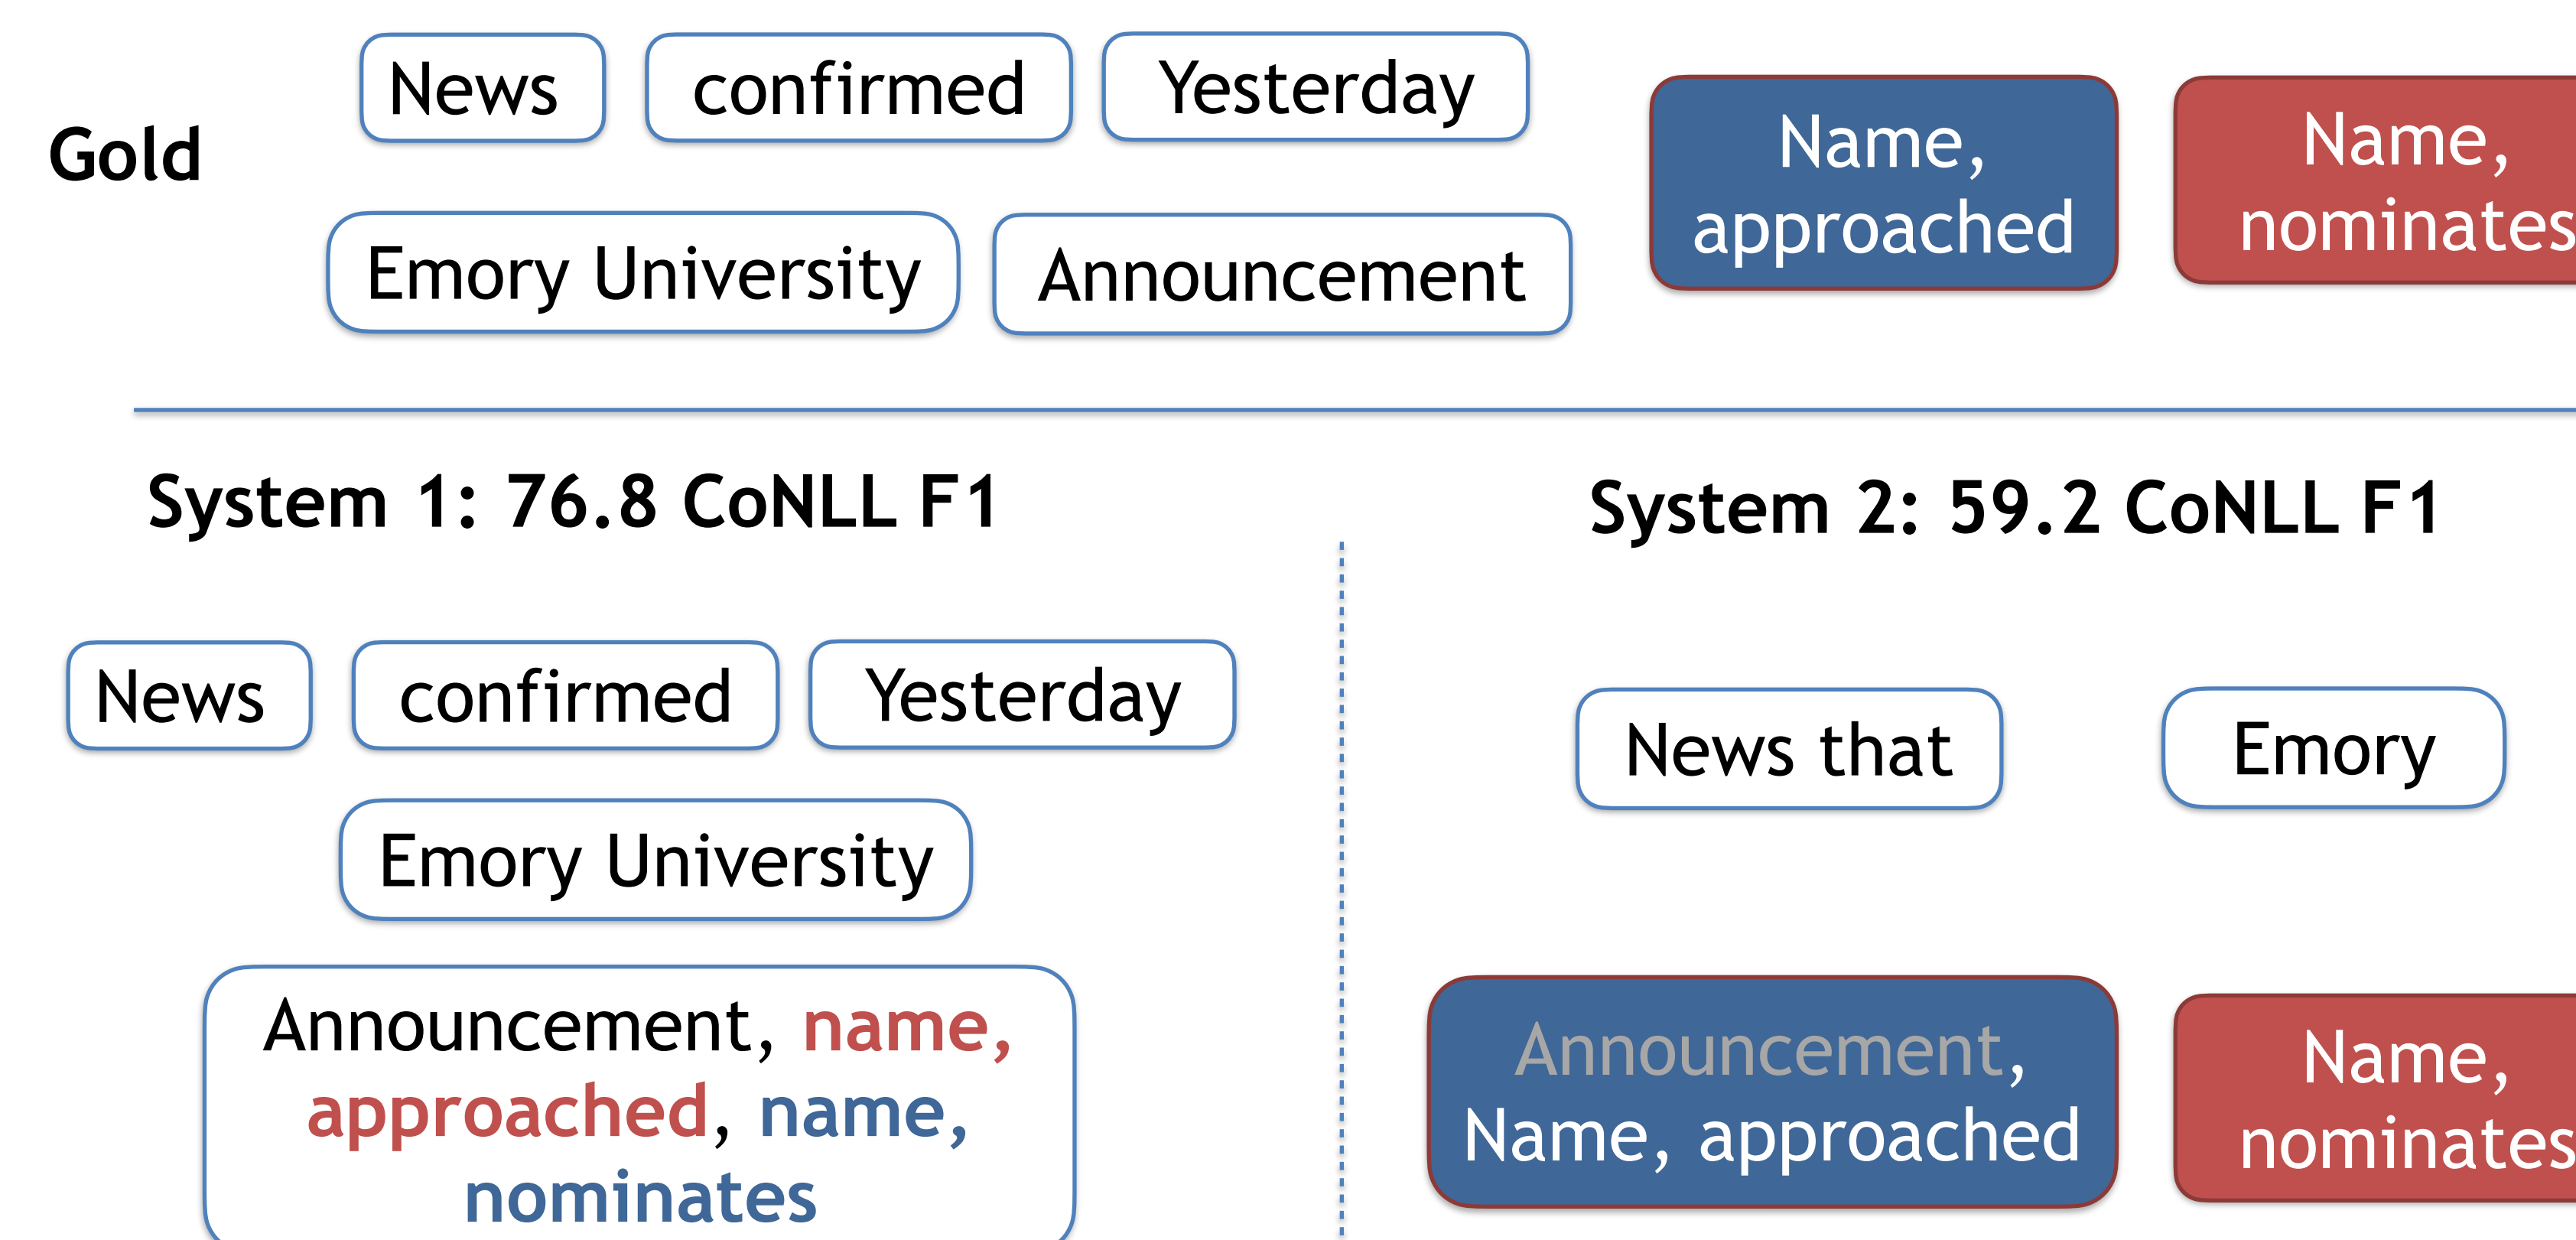 Gold
News
confirmed
Yesterday
Emory University
Announcement
Name,
approached
Name,
nominates
System 1: 76.8 CoNLL F1
News
confirmed
Yesterday
Emory University
Announcement, name,
approached, name,
nominates
System 2: 59.2 CoNLL F1
News that
Emory
Announcement,
Name, approached
Name,
nominates